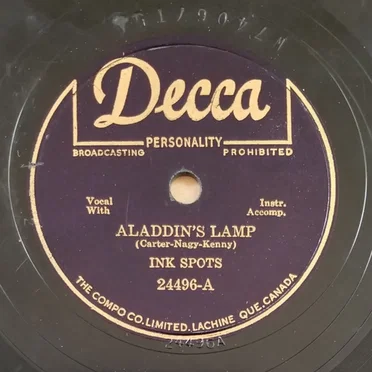 Decca
PERSONALITY
BROADCASTING PROHIBITED
Vocal Instr.
With Accomp.
ALADDIN'S LAMP
(Carter-Nagy-Kenny)
INK SPOTS
24496-A
THE COMPO CO. LIMITED. LACHINE QUE. CANADA
24496A